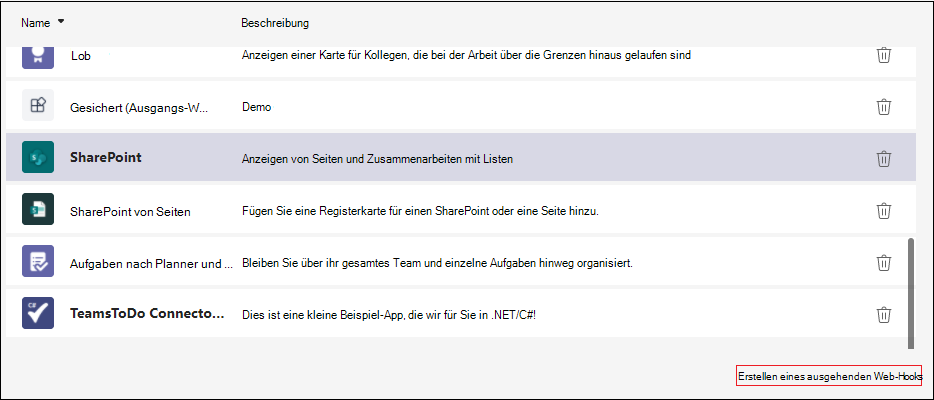 Name Beschreibung
Lob Anzeigen einer Karte für Kollegen, die bei der Arbeit über die Grenzen hinaus gelaufen sind
Gesichert (Ausgangs-W... Demo
SharePoint Anzeigen von Seiten und Zusammenarbeiten mit Listen
SharePoint von Seiten Fügen Sie eine Registerkarte für einen SharePoint oder eine Seite hinzu.
Aufgaben nach Planner und ... Bleiben Sie über ihr gesamtes Team und einzelne Aufgaben hinweg organisiert.
C# TeamsToDo Connecto... Dies ist eine kleine Beispiel-App, die wir für Sie in .NET/C#!
Erstellen eines ausgehenden Web-Hooks